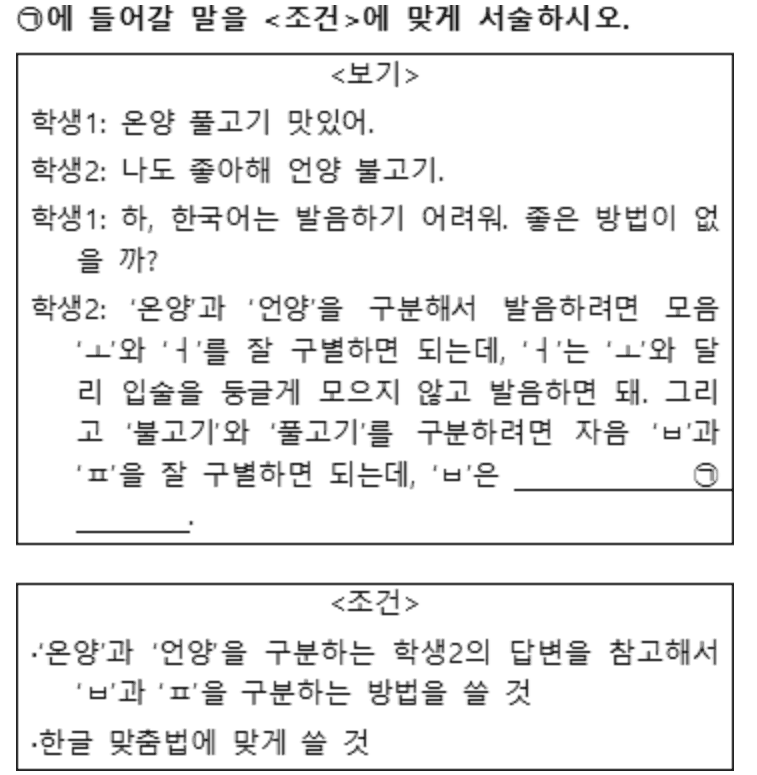 ㉠에 들어갈 말을 <조건>에 맞게 서술하시오.
<보기>
학생1: 온양 풀고기 맛있어.
학생2: 나도 좋아해 언양 불고기.
학생1: 하, 한국어는 발음하기 어려워. 좋은 방법이 없
을 까?
학생2: '온양'과 '언양'을 구분해서 발음하려면 모음
'ㅗ'와 'ㅓ'를 잘 구별하면 되는데, 'ㅓ'는 'ㅗ'와 달
리 입술을 둥글게 모으지 않고 발음하면 돼. 그리
고 '불고기'와 '풀고기'를 구분하려면 자음 'ㅂ'과
'ㅍ'을 잘 구별하면 되는데, 'ㅂ'은 ____________ ㉠
________.
<조건>
·'온양'과 '언양'을 구분하는 학생2의 답변을 참고해서
'ㅂ'과 'ㅍ'을 구분하는 방법을 쓸 것
·한글 맞춤법에 맞게 쓸 것